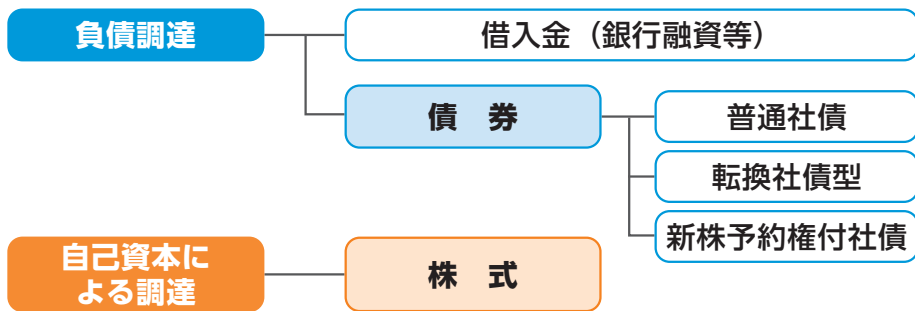 負債調達
借入金（銀行融資等）
債　券
普通社債
転換社債型
新株予約権付社債
自己資本に
よる調達
株　式